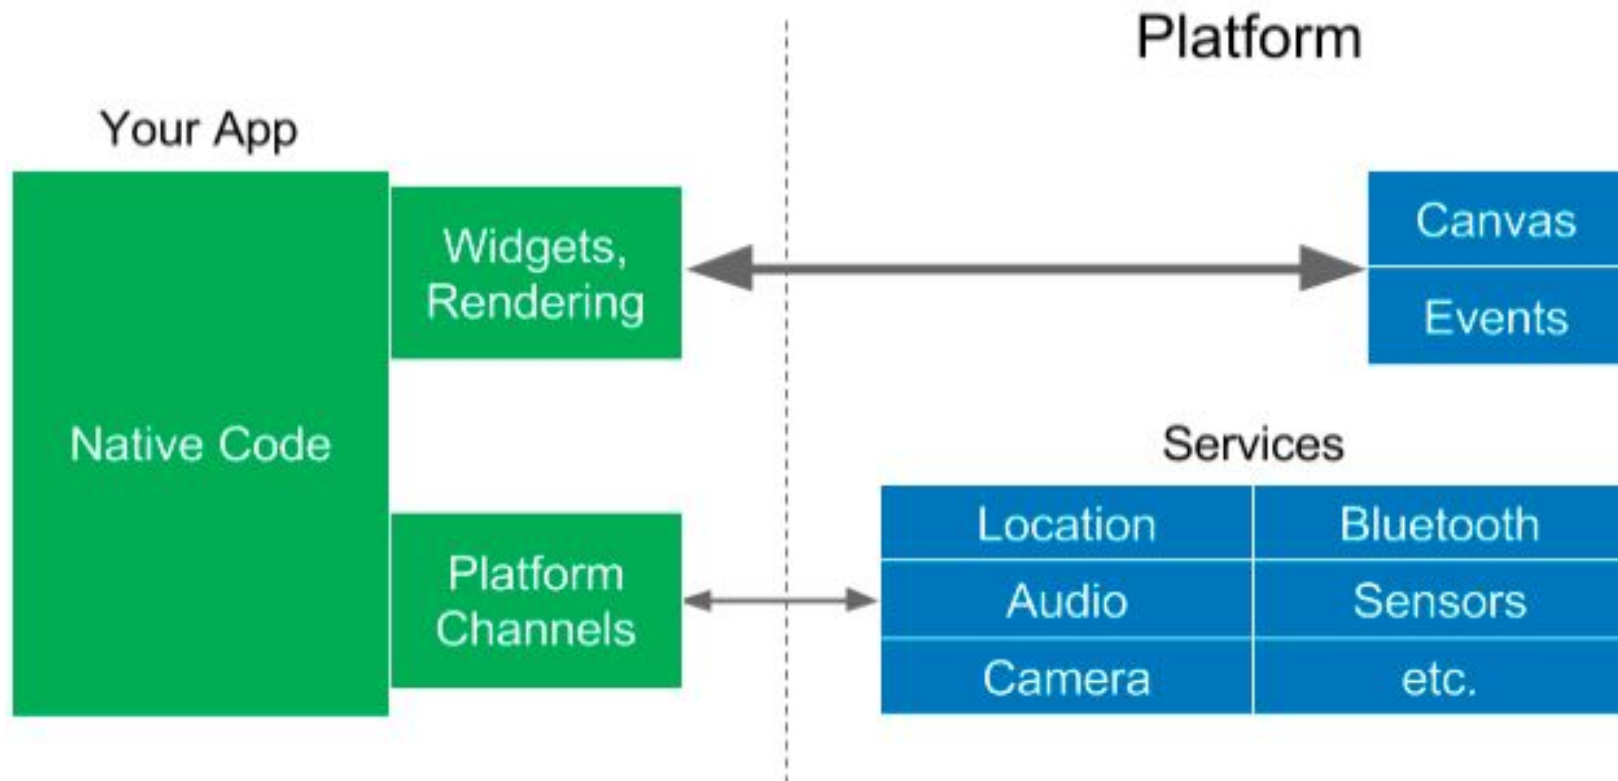 Platform
Your App
Native Code
Widgets,
Rendering
Platform
Channels
Canvas
Events
Services
Location
Bluetooth
Audio
Sensors
Camera
etc.